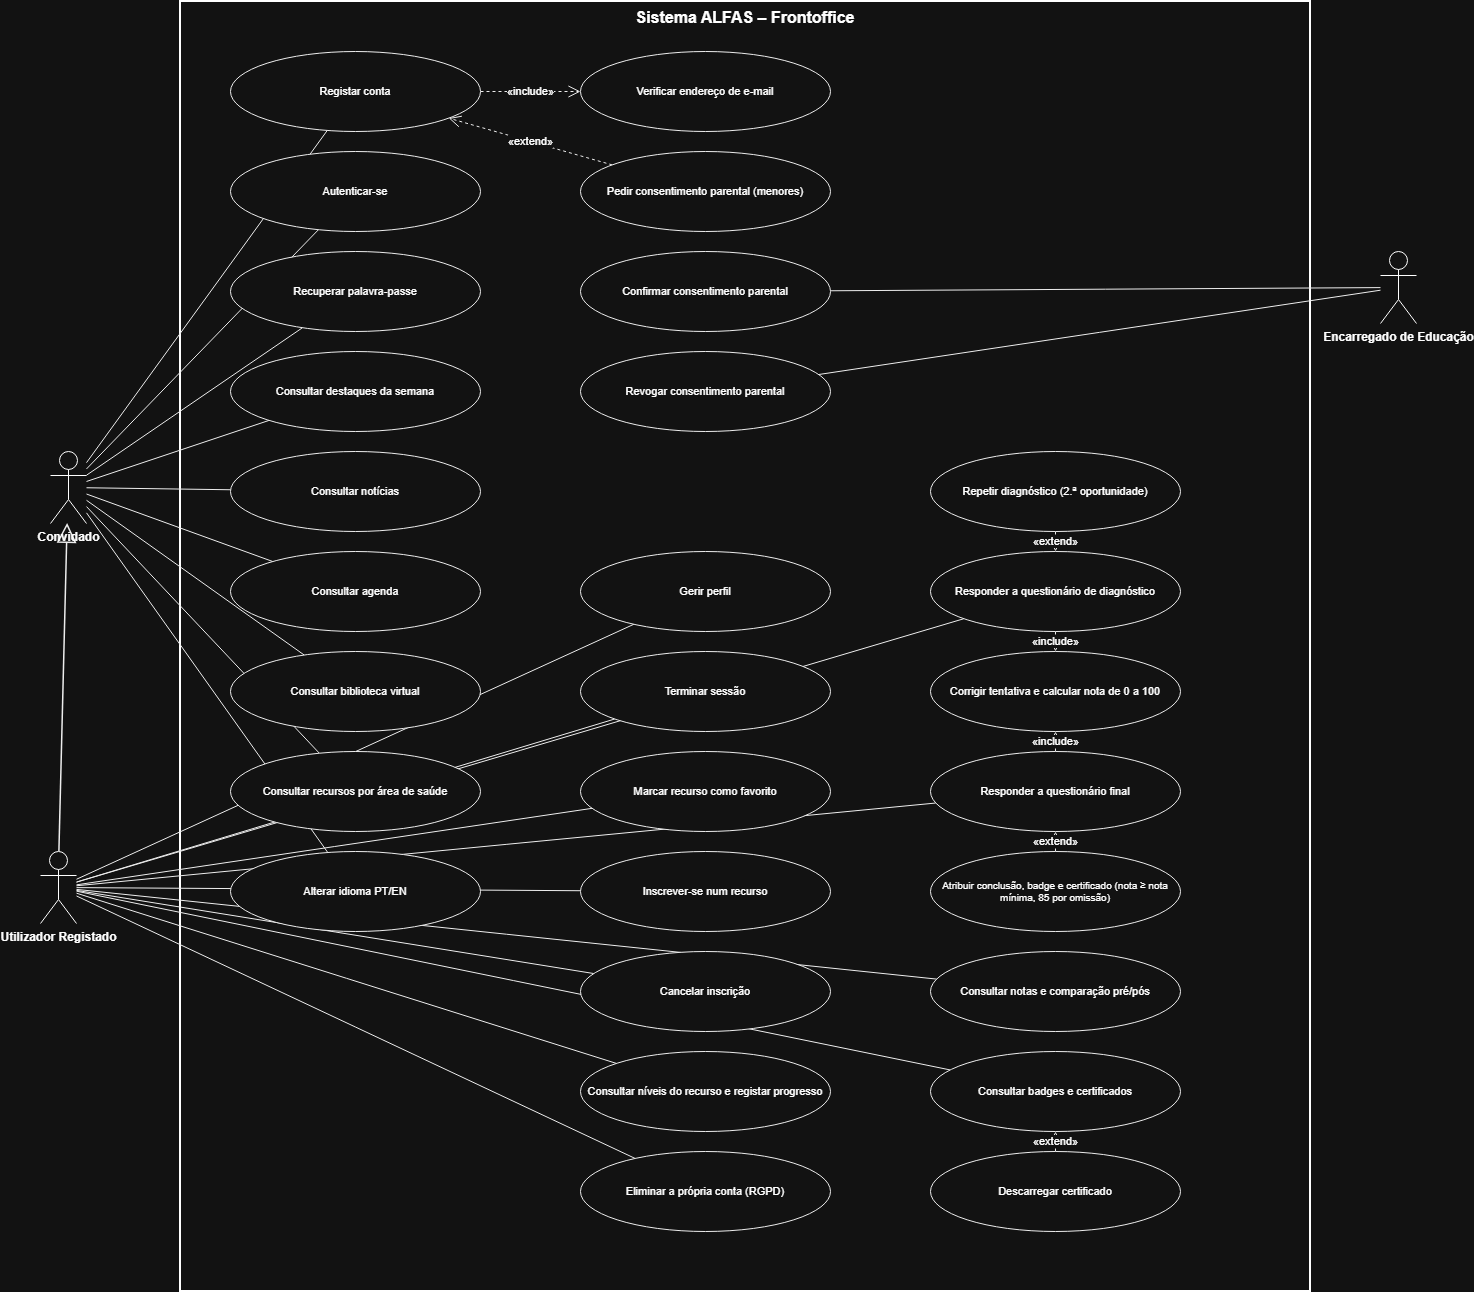 Sistema ALFAS – Frontoffice
Registar conta
«include»
Verificar endereço de e-mail
«extend»
Autenticar-se
Pedir consentimento parental (menores)
Recuperar palavra-passe
Confirmar consentimento parental
Encarregado de Educação
Consultar destaques da semana
Revogar consentimento parental
Consultar notícias
Repetir diagnóstico (2.ª oportunidade)
Convidado
«extend»
Consultar agenda
Gerir perfil
Responder a questionário de diagnóstico
«include»
Consultar biblioteca virtual
Terminar sessão
Corrigir tentativa e calcular nota de 0 a 100
«include»
Consultar recursos por área de saúde
Marcar recurso como favorito
Responder a questionário final
«extend»
Alterar idioma PT/EN
Inscrever-se num recurso
Atribuir conclusão, badge e certificado (nota ≥ nota
mínima, 85 por omissão)
Utilizador Registado
Cancelar inscrição
Consultar notas e comparação pré/pós
Consultar níveis do recurso e registar progresso
Consultar badges e certificados
«extend»
Eliminar a própria conta (RGPD)
Descarregar certificado